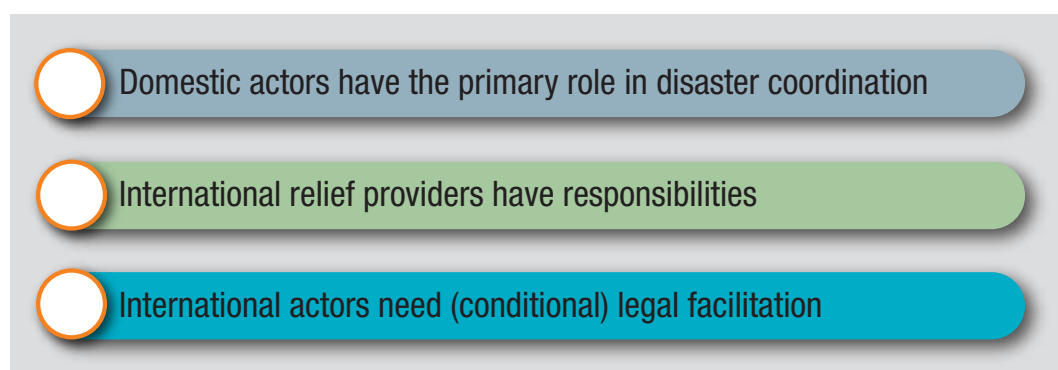 Domestic actors have the primary role in disaster coordination
International relief providers have responsibilities
International actors need (conditional) legal facilitation